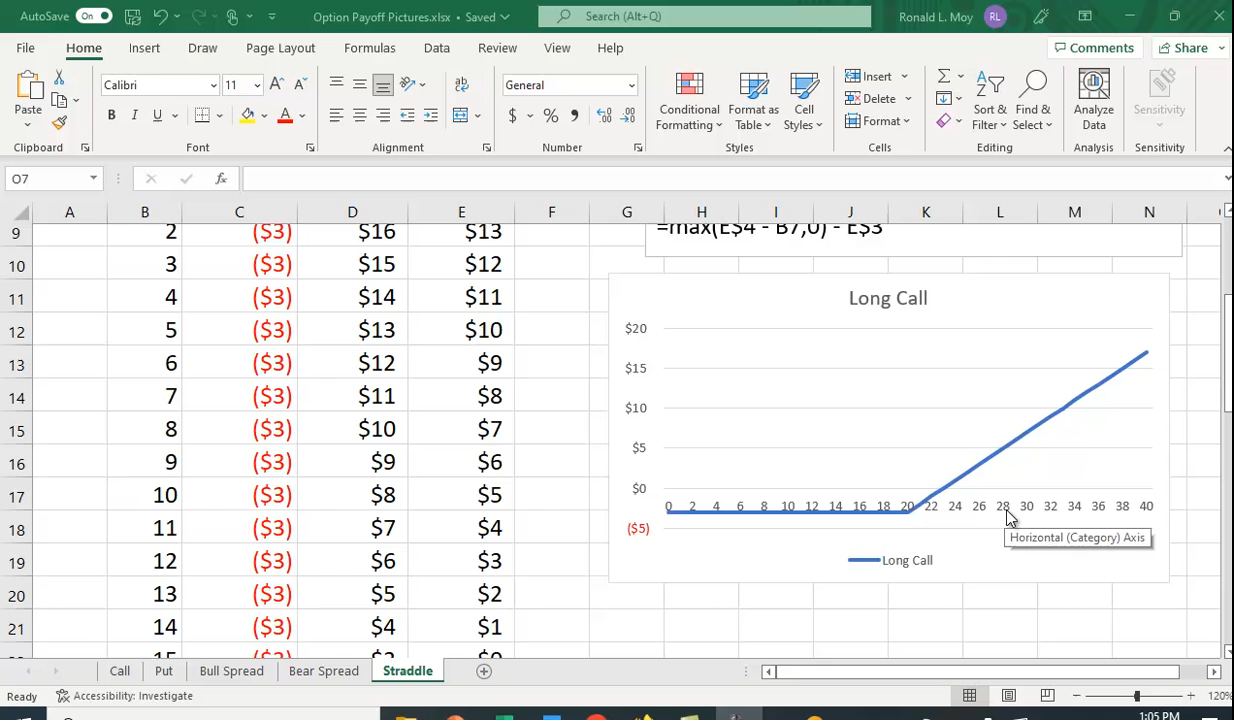 AutoSave On Option Payoff Pictures.xlsx - Saved Search (Alt+Q) Ronald L. Moy RL
File Home Insert Draw Page Layout Formulas Data Review View Help Comments Share
Paste Calibri 11 General Conditional Formatting Format as Table Cell Styles Insert Delete Format Sort & Filter Find & Select Analyze Data Sensitivity
B I U $ % 9
Clipboard Font Alignment Number Styles Cells Editing Analysis Sensitivity
O7 fx
A B C D E F G H I J K L M N
9 2 ($3) $16 $13 =max(E$4 - B7,0) - E$3
10 3 ($3) $15 $12
11 4 ($3) $14 $11
12 5 ($3) $13 $10
13 6 ($3) $12 $9
14 7 ($3) $11 $8
15 8 ($3) $10 $7
16 9 ($3) $9 $6
17 10 ($3) $8 $5
18 11 ($3) $7 $4
19 12 ($3) $6 $3
20 13 ($3) $5 $2
21 14 ($3) $4 $1
Long Call
$20
$15
$10
$5
$0
0 2 4 6 8 10 12 14 16 18 20 22 24 26 28 30 32 34 36 38 40
($5)
Horizontal (Category) Axis
Long Call
Call Put Bull Spread Bear Spread Straddle
Ready Accessibility: Investigate 120%
1:05 PM